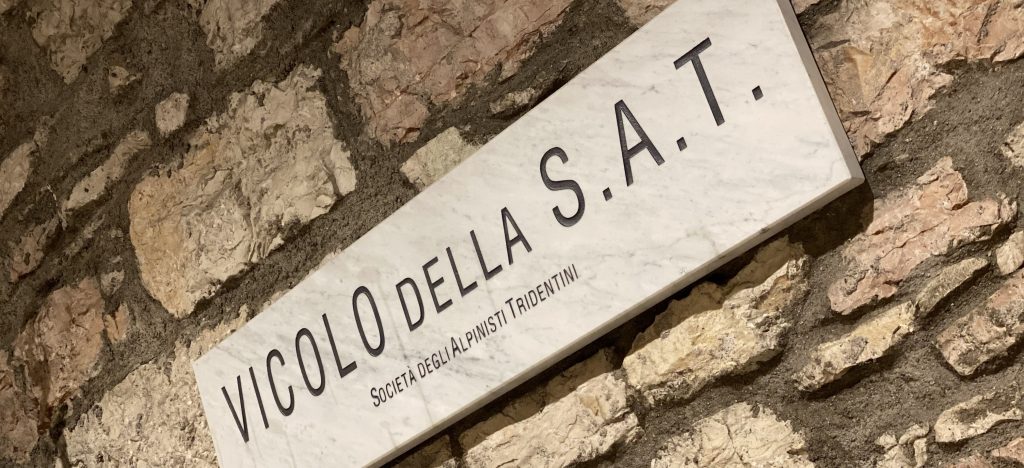 VICOLO DELLA S.A.T.
SOCIETÀ DEGLI ALPINISTI TRIDENTINI